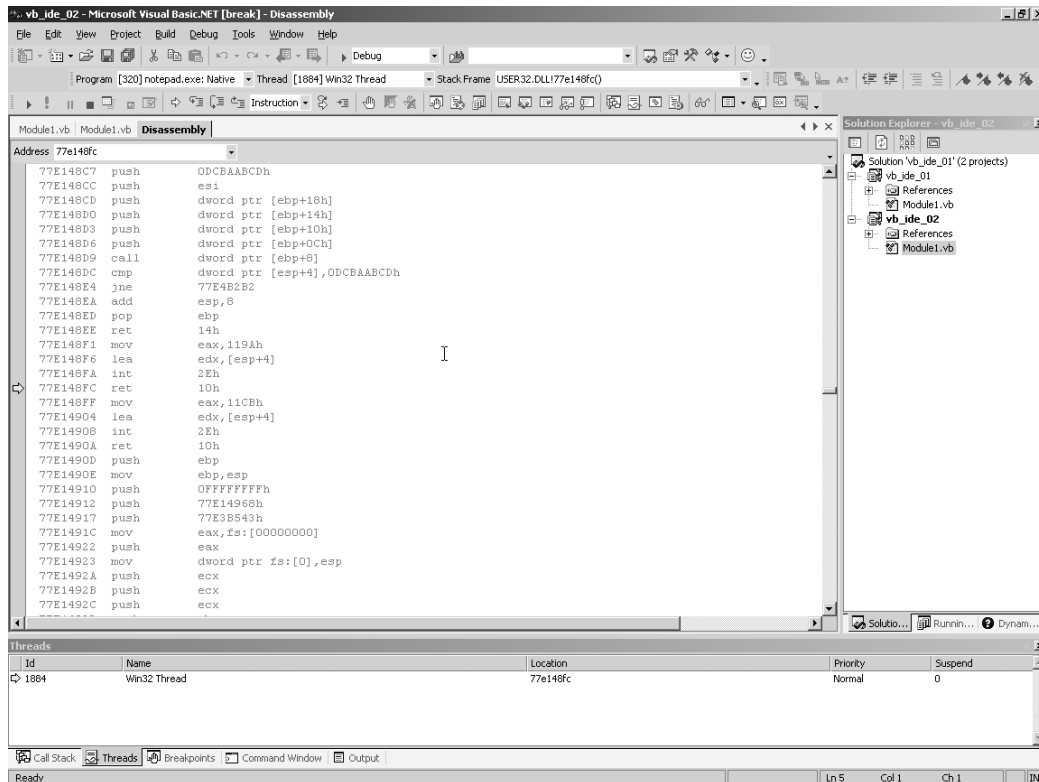 vb_ide_02 - Microsoft Visual Basic.NET [break] - Disassembly
File Edit View Project Build Debug Tools Window Help
Debug
Program [320] notepad.exe: Native Thread [1884] Win32 Thread Stack Frame USER32.DLL!77e148fc()
Instruction
Module1.vb Module1.vb Disassembly
Address 77e148fc
77E148C7 push 0DCBAABCDh
77E148CC push esi
77E148CD push dword ptr [ebp+18h]
77E148D0 push dword ptr [ebp+14h]
77E148D3 push dword ptr [ebp+10h]
77E148D6 push dword ptr [ebp+0Ch]
77E148D9 call dword ptr [ebp+8]
77E148DC cmp dword ptr [esp+4],0DCBAABCDh
77E148E4 jne 77E4B2B2
77E148EA add esp,8
77E148ED pop ebp
77E148EE ret 14h
77E148F1 mov eax,119Ah
77E148F6 lea edx,[esp+4]
77E148FA int 2Eh
77E148FC ret 10h
77E148FF mov eax,11CBh
77E14904 lea edx,[esp+4]
77E14908 int 2Eh
77E1490A ret 10h
77E1490D push ebp
77E1490E mov ebp,esp
77E14910 push 0FFFFFFFFh
77E14912 push 77E14968h
77E14917 push 77E3B543h
77E1491C mov eax,fs:[00000000]
77E14922 push eax
77E14923 mov dword ptr fs:[0],esp
77E1492A push ecx
77E1492B push ecx
77E1492C push ecx
Solution Explorer - vb_ide_02
Solution 'vb_ide_01' (2 projects)
vb_ide_01
References
Module1.vb
vb_ide_02
References
Module1.vb
Solutio... Runnin... Dynam...
Threads
Id Name Location Priority Suspend
1884 Win32 Thread 77e148fc Normal 0
Call Stack Threads Breakpoints Command Window Output
Ready Ln 5 Col 1 Ch 1